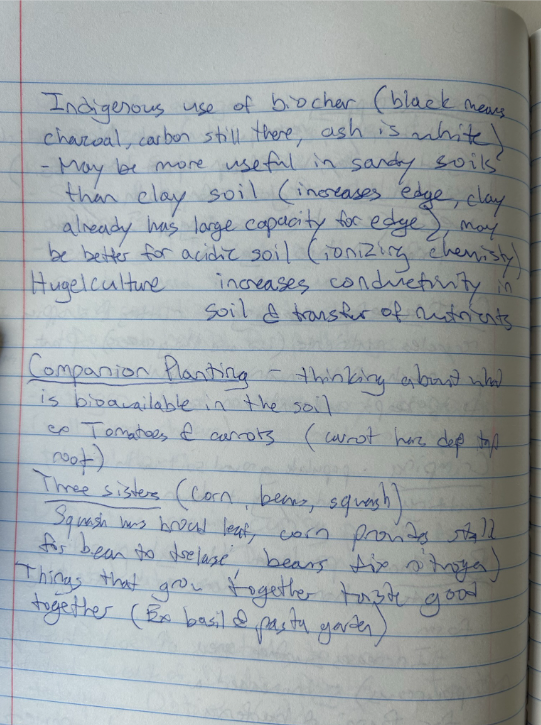 Indigenous use of biochar (black means
charcoal, carbon still there, ash is white)
- May be more useful in sandy soils
than clay soil (increases edge, clay
already has large capacity for edge), may
be better for acidic soil (ionizing chemisty)
Hugelculture increases conductivity in
soil & transfer of nutrients
Companion Planting - thinking about what
is bioavailable in the soil
ex Tomatoes & carrots (carrot has deep tap
root)
Three sisters (corn, beans, squash)
Squash has broad leaf, corn provides stalk
for bean to , beans fix nitrogen)
Things that grow together taste good
together (Ex basil & pasta garden)